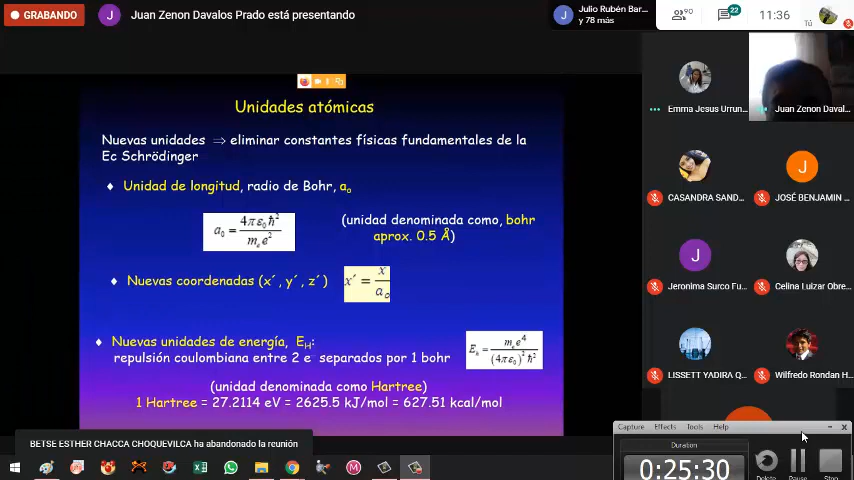 GRABANDO
J
Juan Zenon Davalos Prado está presentando
J
Julio Rubén Bar...
y 78 más
90
22
11:36
Tú
Unidades atómicas
Nuevas unidades ⇒ eliminar constantes físicas fundamentales de la
Ec Schrödinger
♦ Unidad de longitud, radio de Bohr, a₀
a₀ = 4πε₀ħ² / mₑe²
(unidad denominada como, bohr
aprox. 0.5 Å)
♦ Nuevas coordenadas (x´, y´, z´)
x´ = x / a₀
♦ Nuevas unidades de energía, E_H:
repulsión coulombiana entre 2 e⁻ separados por 1 bohr
Eₕ = mₑe⁴ / (4πε₀)²ħ²
(unidad denominada como Hartree)
1 Hartree = 27.2114 eV = 2625.5 kJ/mol = 627.51 kcal/mol
Emma Jesus Urrun...
Juan Zenon Daval...
CASANDRA SAND...
J
JOSÉ BENJAMIN ...
J
Jeronima Surco Fu...
Celina Luizar Obre...
LISSETT YADIRA Q...
Wilfredo Rondan H...
BETSE ESTHER CHACCA CHOQUEVILCA ha abandonado la reunión
Capture Effects Tools Help
Duration
0:25:30
Delete
Pause
Stop